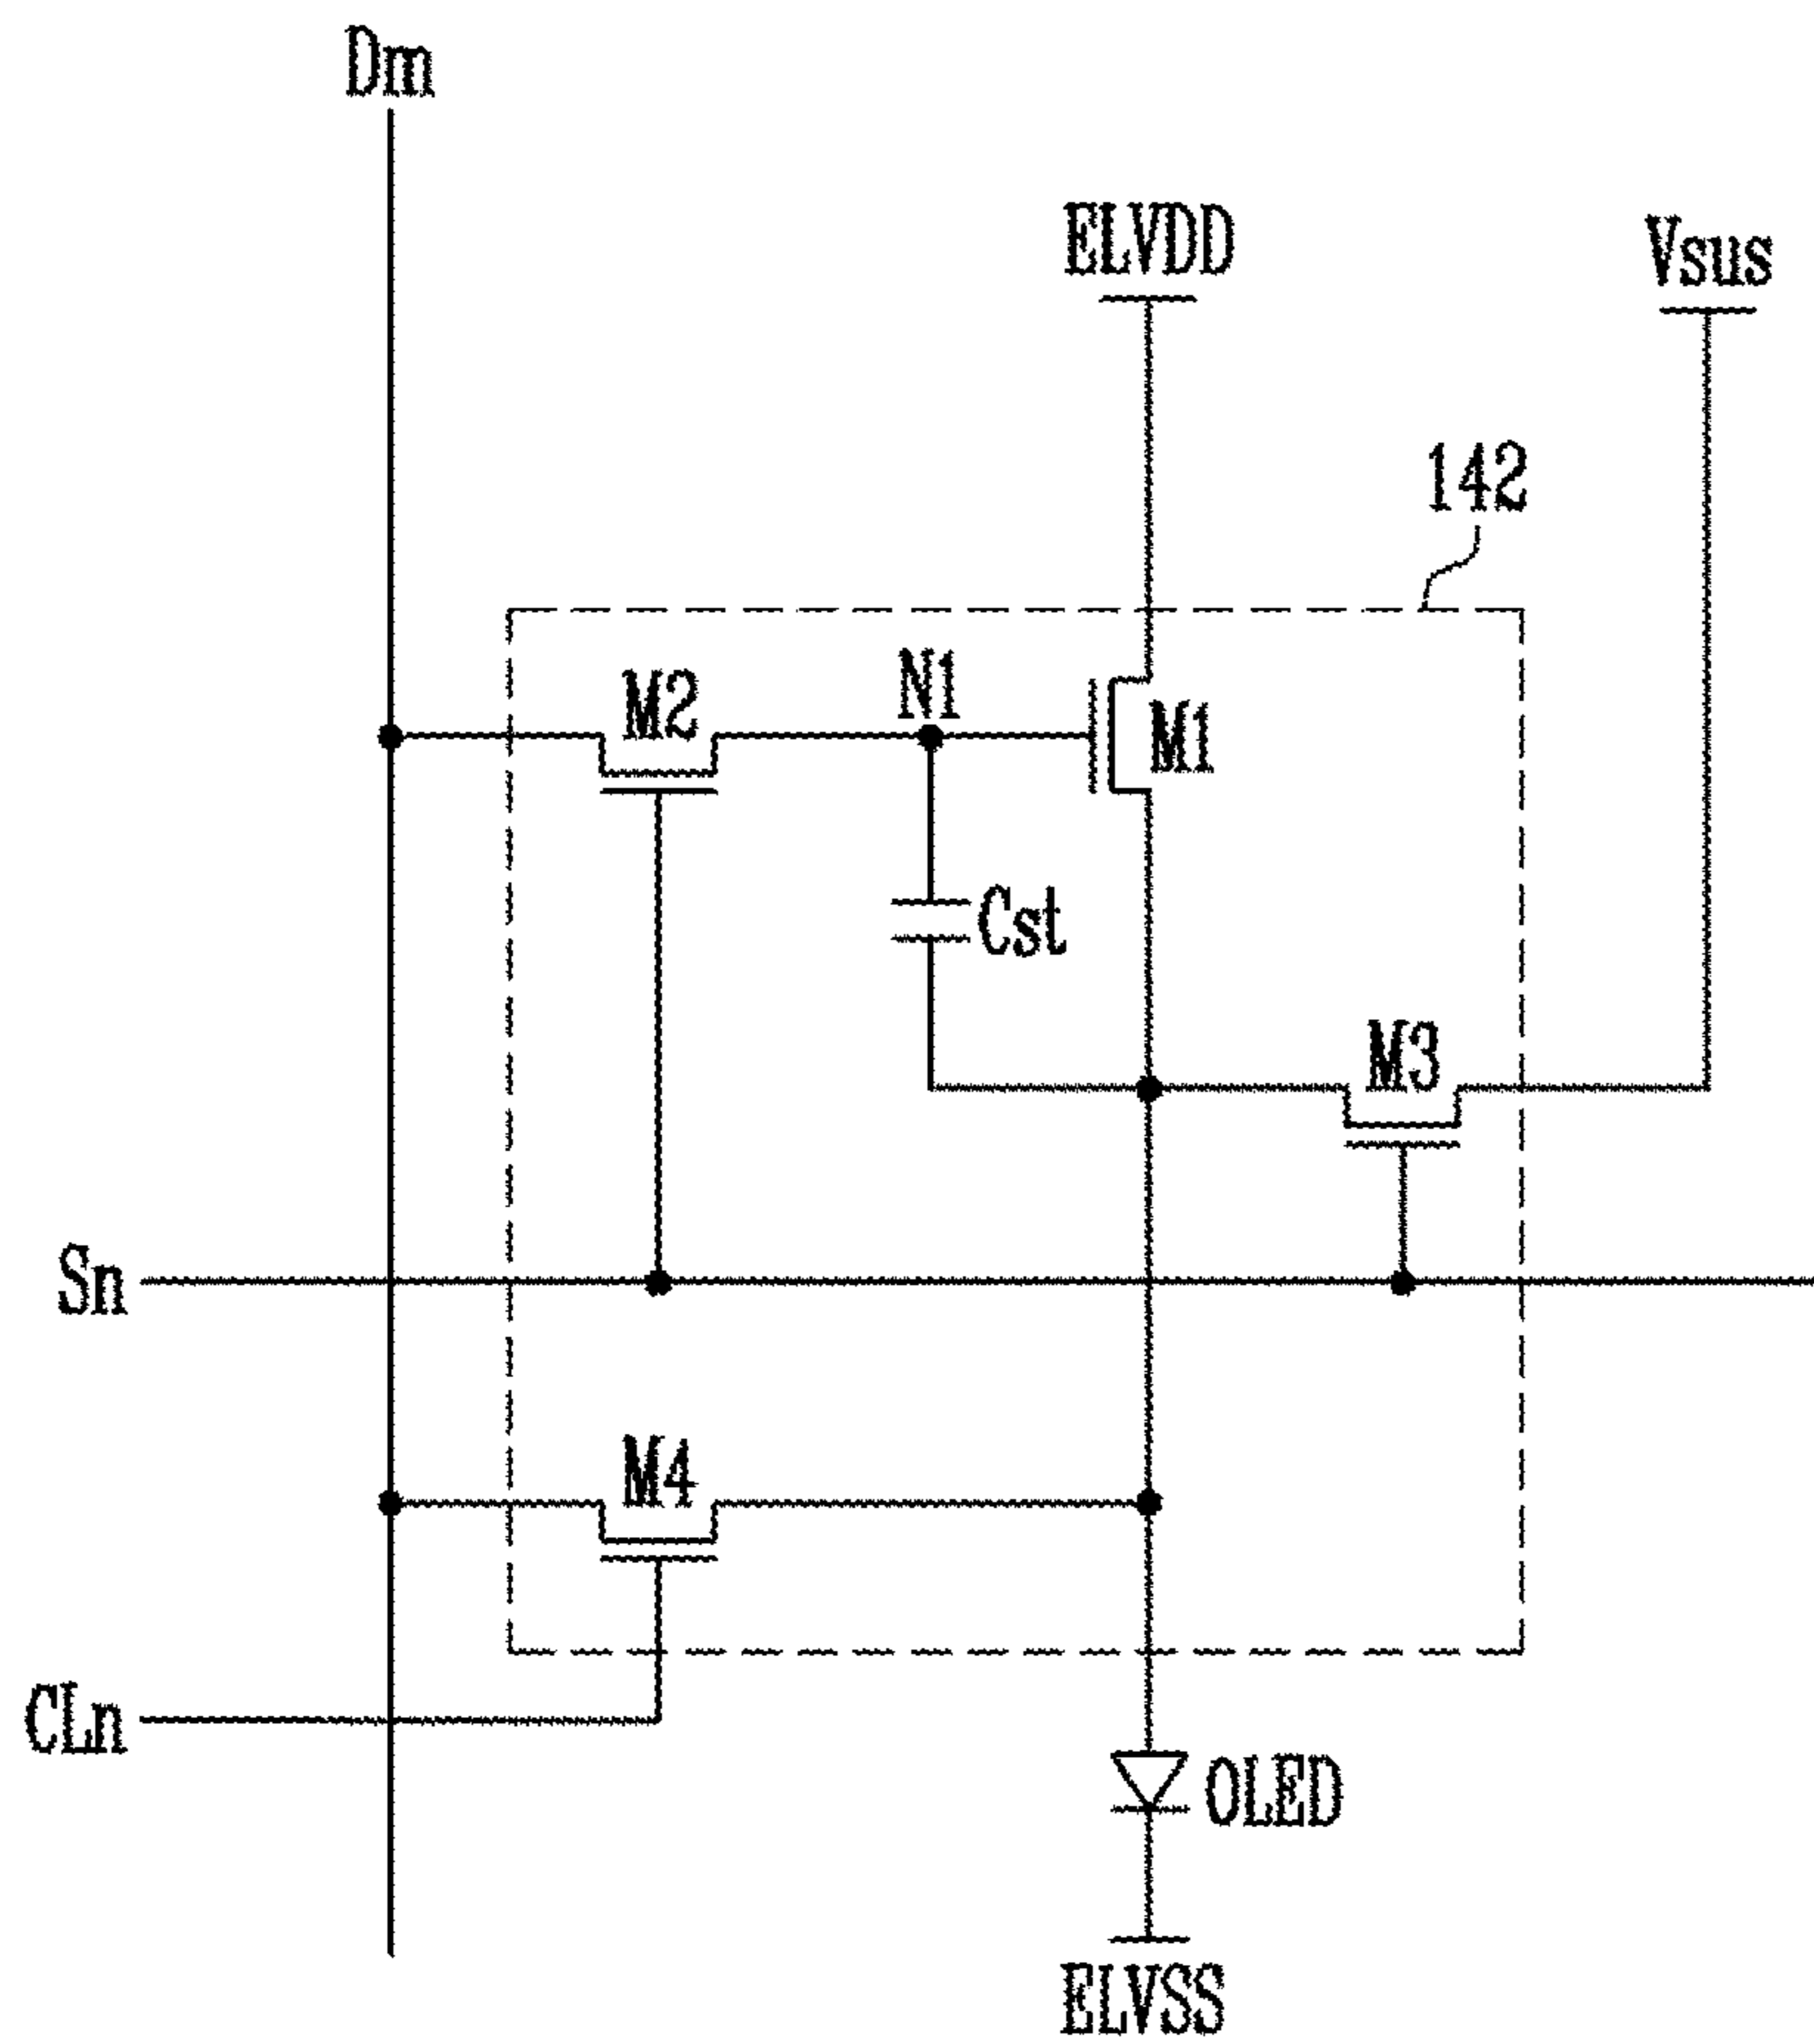 Dm
ELVDD
Vsus
142
M2
N1
M1
Cst
M3
Sn
M4
CLn
OLED
ELVSS